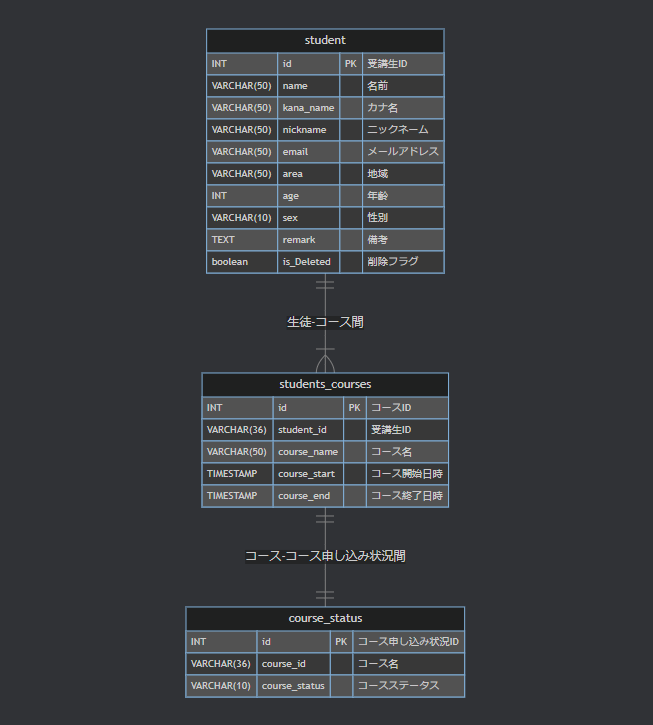 student
INT id PK 受講生ID
VARCHAR(50) name 名前
VARCHAR(50) kana_name カナ名
VARCHAR(50) nickname ニックネーム
VARCHAR(50) email メールアドレス
VARCHAR(50) area 地域
INT age 年齢
VARCHAR(10) sex 性別
TEXT remark 備考
boolean is_Deleted 削除フラグ
生徒-コース間
students_courses
INT id PK コースID
VARCHAR(36) student_id 受講生ID
VARCHAR(50) course_name コース名
TIMESTAMP course_start コース開始日時
TIMESTAMP course_end コース終了日時
コース-コース申し込み状況間
course_status
INT id PK コース申し込み状況ID
VARCHAR(36) course_id コース名
VARCHAR(10) course_status コースステータス